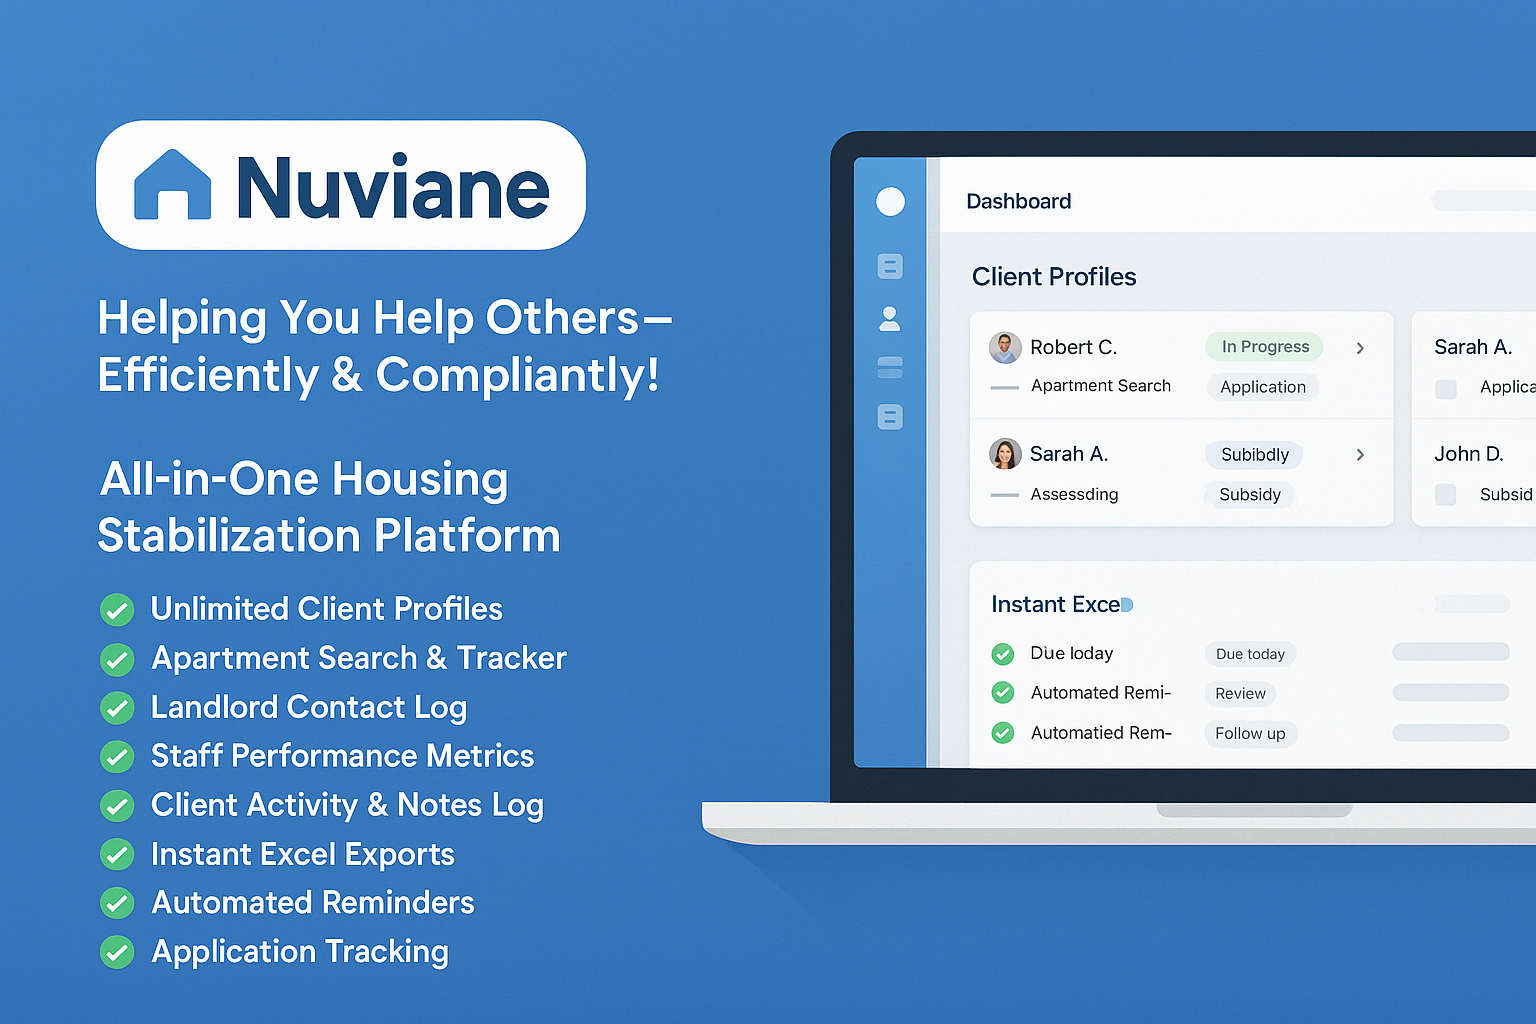 Nuviane
Helping You Help Others—
Efficiently & Compliantly!
All-in-One Housing
Stabilization Platform
Unlimited Client Profiles
Apartment Search & Tracker
Landlord Contact Log
Staff Performance Metrics
Client Activity & Notes Log
Instant Excel Exports
Automated Reminders
Application Tracking
Dashboard
Client Profiles
Robert C. In Progress
Apartment Search Application
Sarah A. Subibdly
Assessding Subsidy
Sarah A.
Applica
John D.
Subsid
Instant Exce
Due loday Due today
Automated Remi- Review
Automatied Rem- Follow up